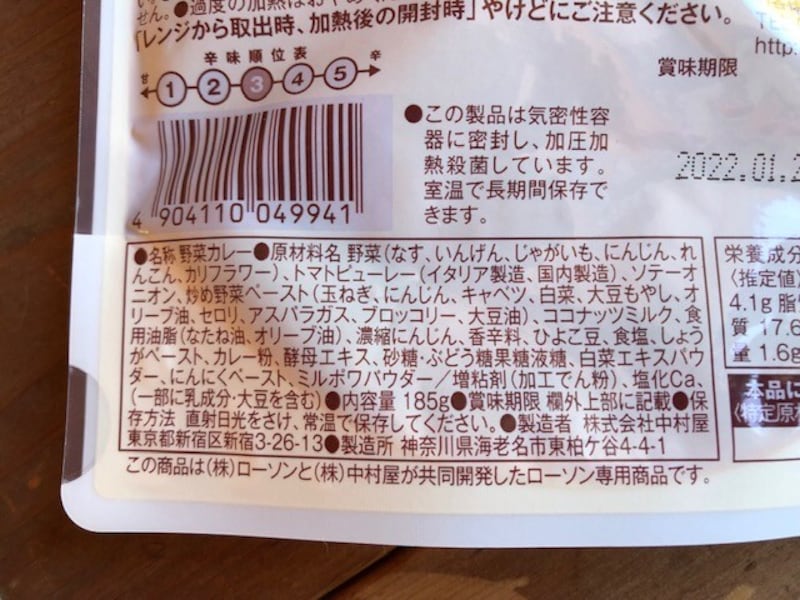 せん。●過度の加熱はおやめく
「レンジから取出時、加熱後の開封時」やけどにご注意ください。
TE
http
辛味順位表
甘 1 2 3 4 5 辛
賞味期限
2022.01.2
4 904110 049941
●この製品は気密性容
器に密封し、加圧加
熱殺菌しています。
室温で長期間保存で
きます。
●名称 野菜カレー●原材料名 野菜(なす、いんげん、じゃがいも、にんじん、れ
んこん、カリフラワー)、トマトピューレー(イタリア製造、国内製造)、ソテーオ
ニオン、炒め野菜ペースト(玉ねぎ、にんじん、キャベツ、白菜、大豆もやし、オ
リーブ油、セロリ、アスパラガス、ブロッコリー、大豆油)、ココナッツミルク、食
用油脂(なたね油、オリーブ油)、濃縮にんじん、香辛料、ひよこ豆、食塩、しょう
がペースト、カレー粉、酵母エキス、砂糖・ぶどう糖果糖液糖、白菜エキスパウ
ダー、にんにくペースト、ミルポワパウダー／増粘剤(加工でん粉)、塩化Ca、
(一部に乳成分・大豆を含む)●内容量 185g●賞味期限 欄外上部に記載●保
存方法 直射日光をさけ、常温で保存してください。●製造者 株式会社中村屋
東京都新宿区新宿3-26-13●製造所 神奈川県海老名市東柏ケ谷4-4-1
この商品は(株)ローソンと(株)中村屋が共同開発したローソン専用商品です。
栄養成分
〈推定値〉
4.1g 脂
質 17.6
量 1.6g
本品に
〈特定原